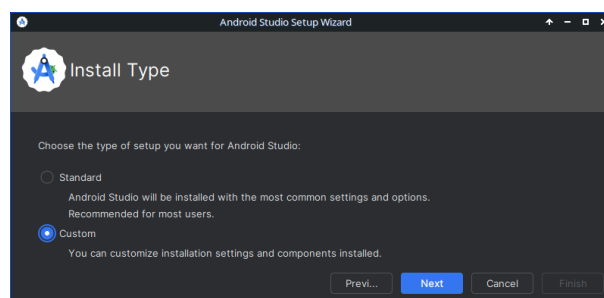 Android Studio Setup Wizard
Install Type
Choose the type of setup you want for Android Studio:
Standard
Android Studio will be installed with the most common settings and options.
Recommended for most users.
Custom
You can customize installation settings and components installed.
Previ... Next Cancel Finish